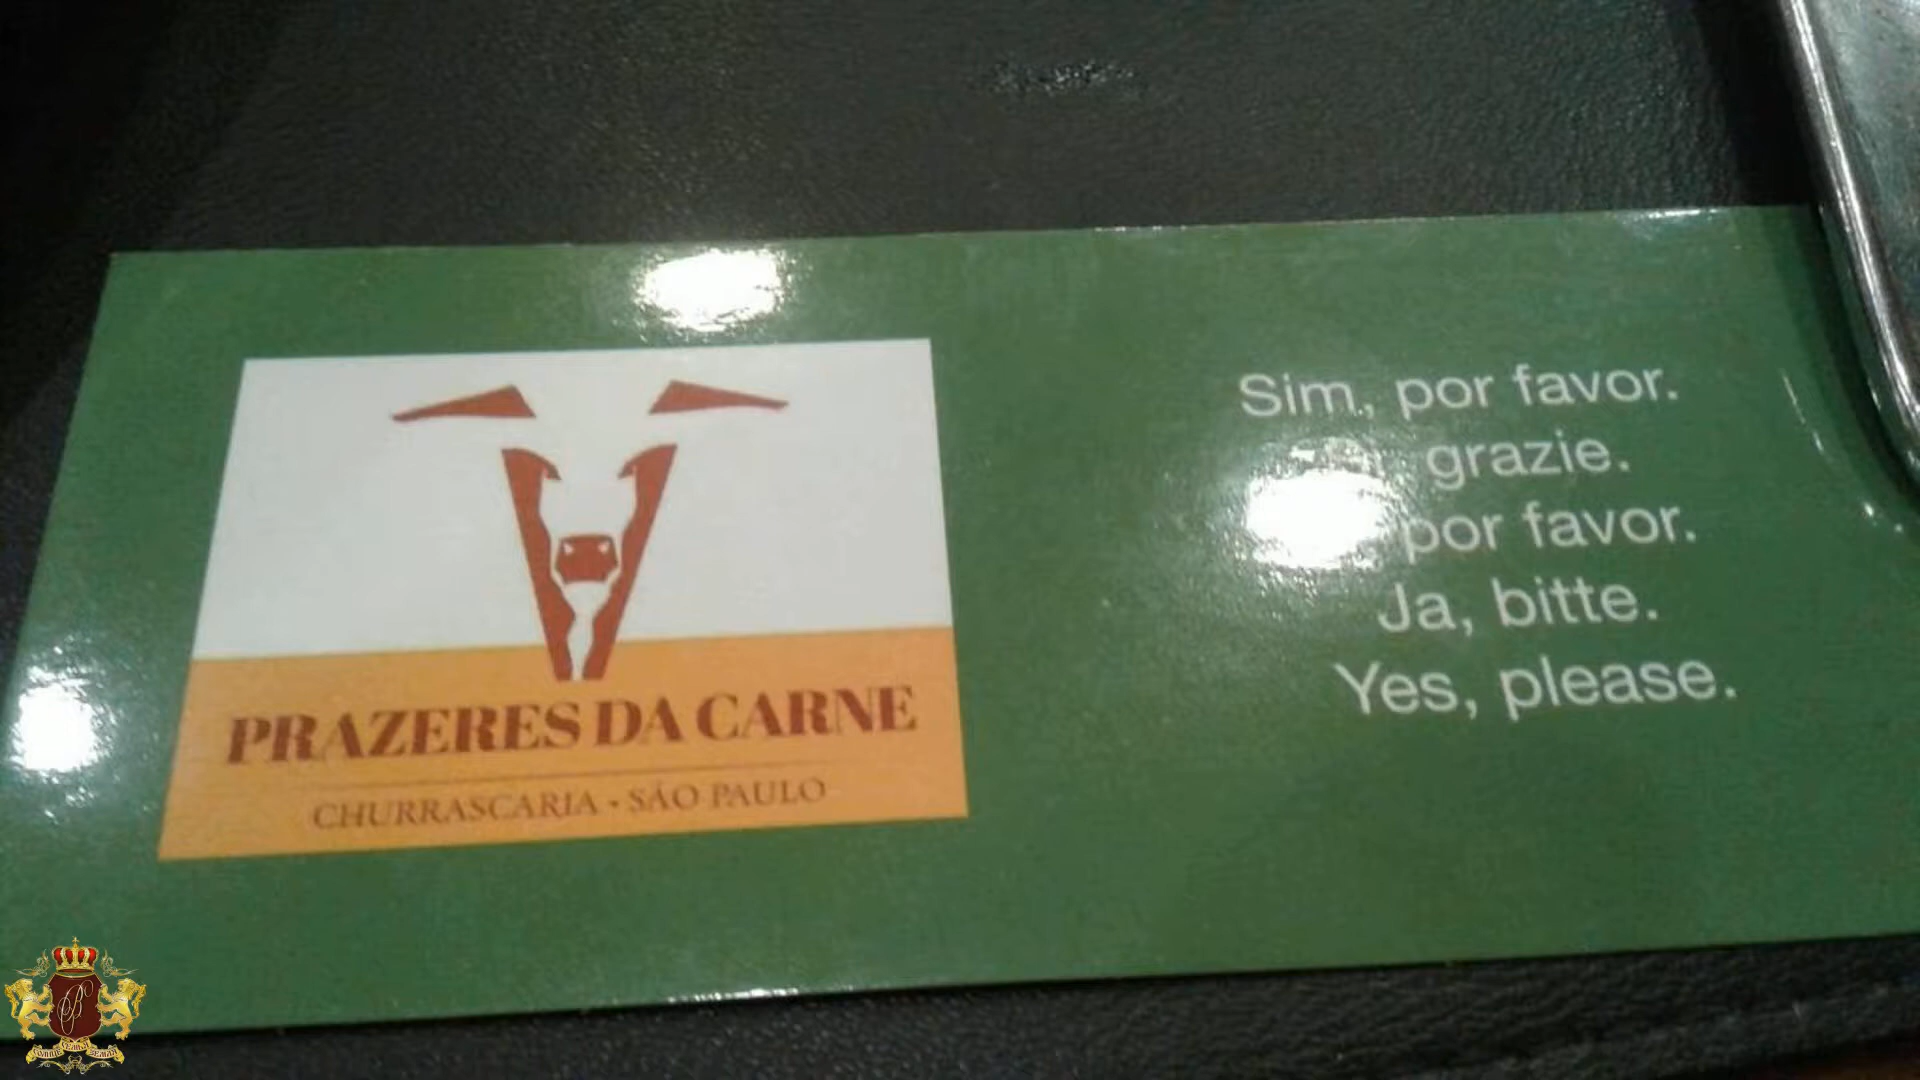 PRAZERES DA CARNE
CHURRASCARIA • SÃO PAULO
Sim, por favor.
grazie.
por favor.
Ja, bitte.
Yes, please.